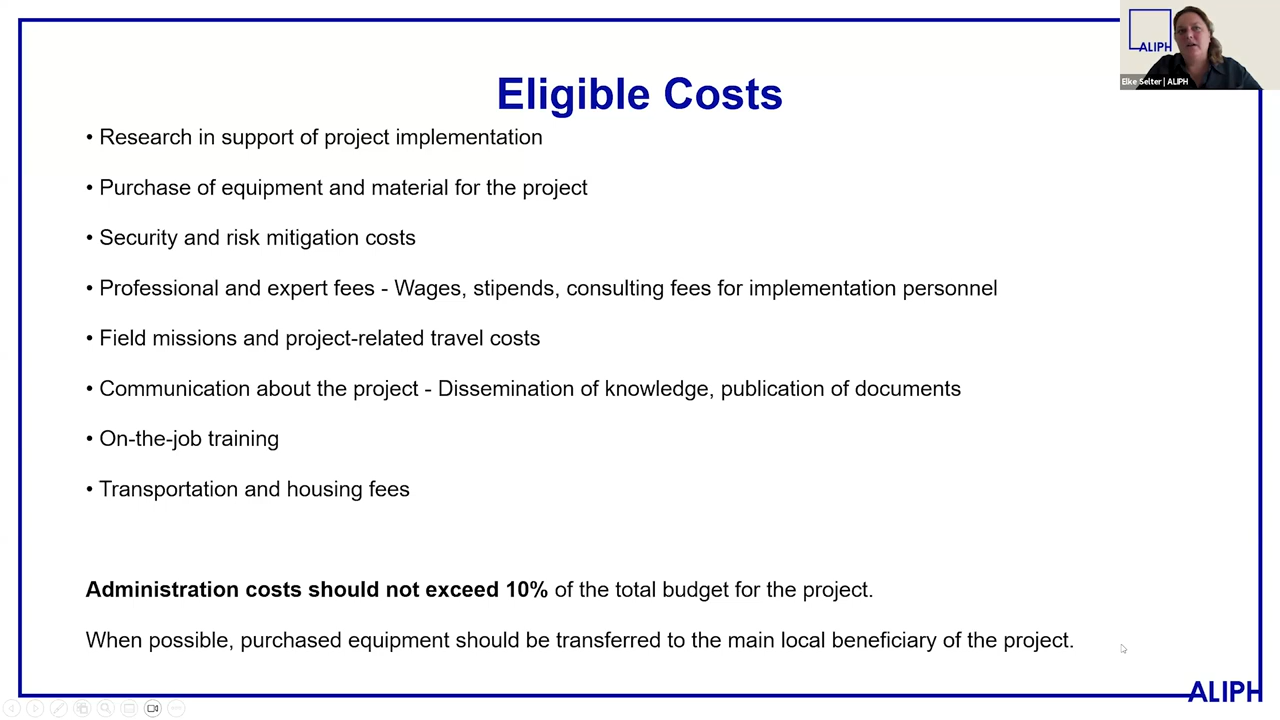 ALIPH
Elke Selter | ALIPH
Eligible Costs
• Research in support of project implementation
• Purchase of equipment and material for the project
• Security and risk mitigation costs
• Professional and expert fees - Wages, stipends, consulting fees for implementation personnel
• Field missions and project-related travel costs
• Communication about the project - Dissemination of knowledge, publication of documents
• On-the-job training
• Transportation and housing fees
Administration costs should not exceed 10% of the total budget for the project.
When possible, purchased equipment should be transferred to the main local beneficiary of the project.
ALIPH